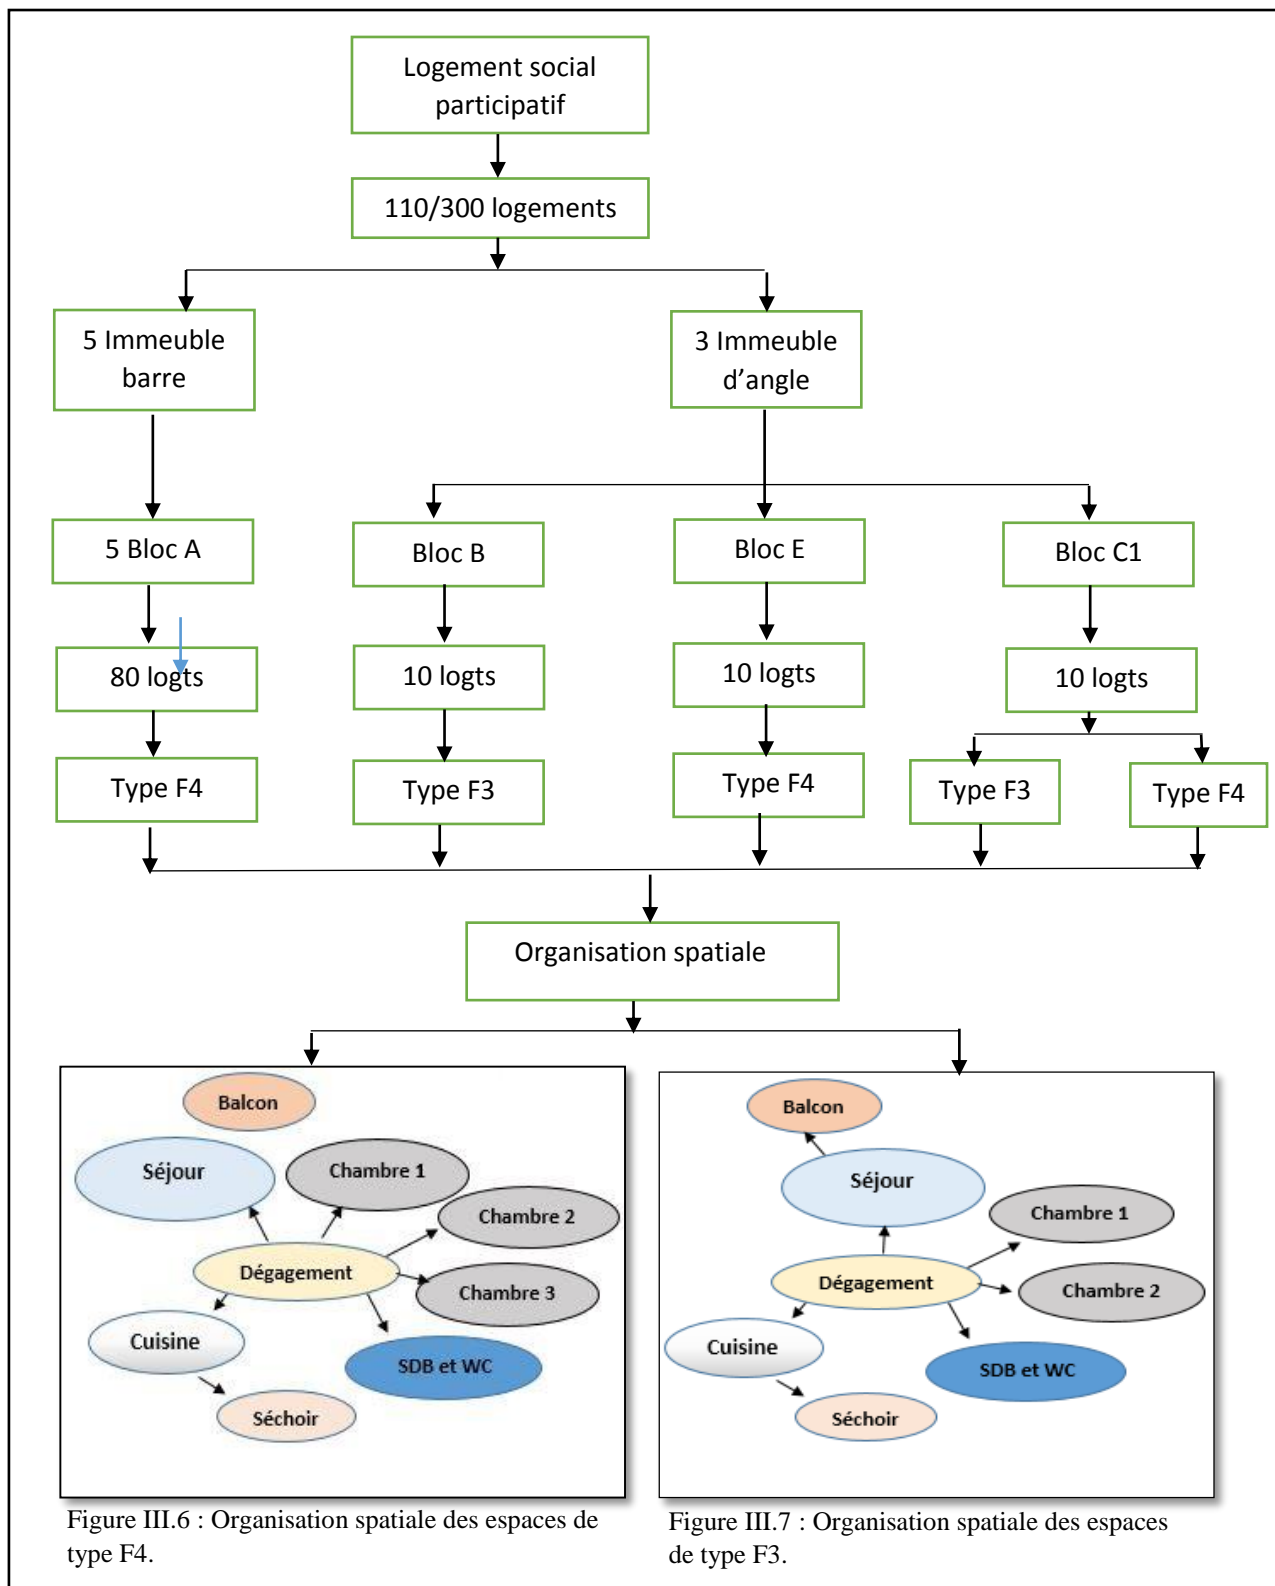 Logement social
participatif
110/300 logements
5 Immeuble
barre
3 Immeuble
d’angle
5 Bloc A
Bloc B
Bloc E
Bloc C1
80 logts
10 logts
10 logts
10 logts
Type F4
Type F3
Type F4
Type F3
Type F4
Organisation spatiale
Balcon
Séjour
Chambre 1
Chambre 2
Dégagement
Chambre 3
Cuisine
SDB et WC
Séchoir
Figure III.6 : Organisation spatiale des espaces de
type F4.
Balcon
Séjour
Chambre 1
Dégagement
Chambre 2
Cuisine
SDB et WC
Séchoir
Figure III.7 : Organisation spatiale des espaces
de type F3.